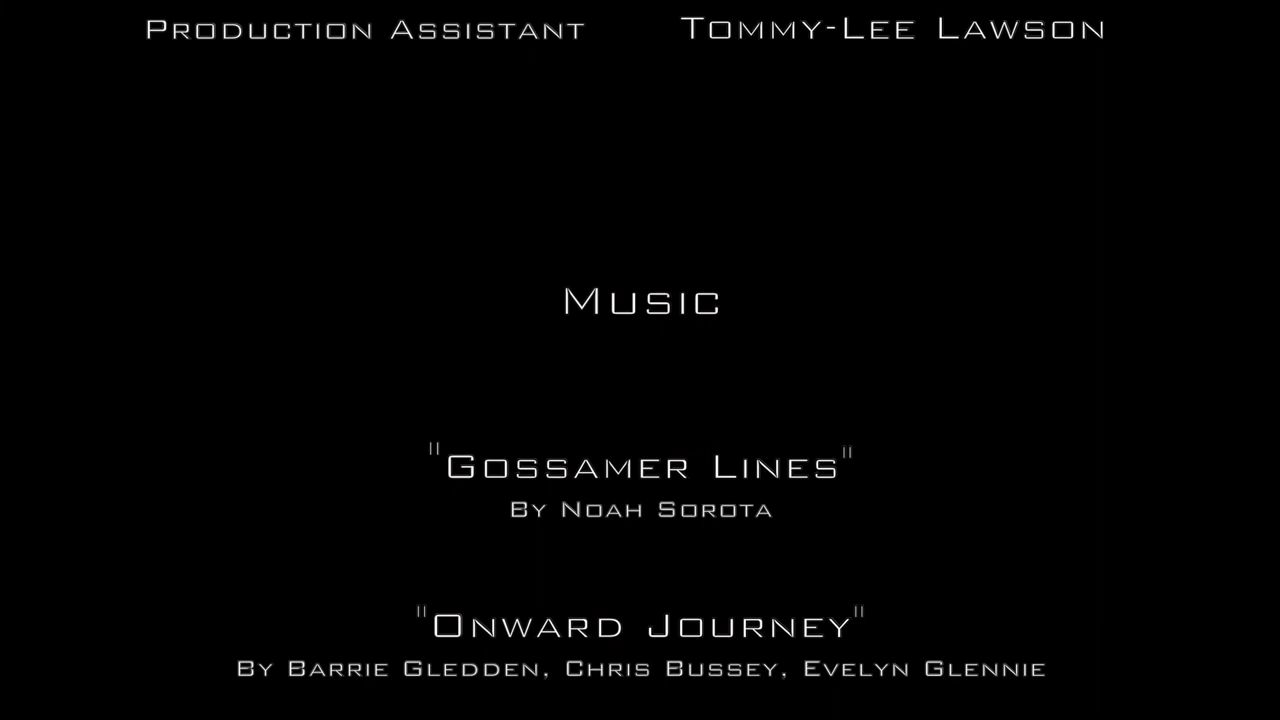 Production Assistant Tommy-Lee Lawson
Music
"Gossamer Lines"
By Noah Sorota
"Onward Journey"
By Barrie Gledden, Chris Bussey, Evelyn Glennie